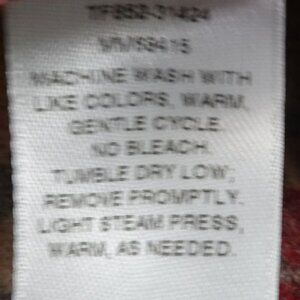 MACHINE WASH WITH
LIKE COLORS, WARM,
GENTLE CYCLE.
NO BLEACH.
TUMBLE DRY LOW;
REMOVE PROMPTLY.
LIGHT STEAM PRESS,
WARM, AS NEEDED.